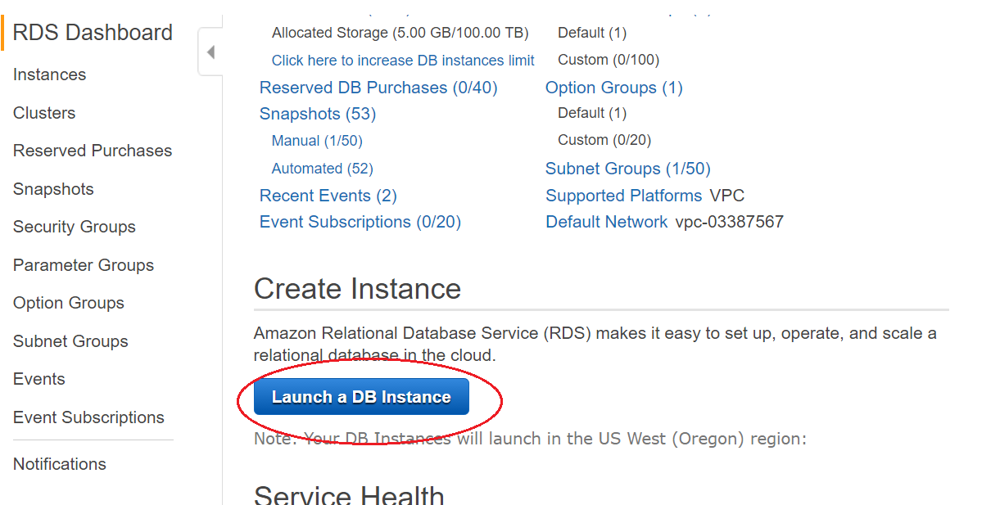 RDS Dashboard
Instances
Clusters
Reserved Purchases
Snapshots
Security Groups
Parameter Groups
Option Groups
Subnet Groups
Events
Event Subscriptions
Notifications
Allocated Storage (5.00 GB/100.00 TB)
Click here to increase DB instances limit
Reserved DB Purchases (0/40)
Snapshots (53)
Manual (1/50)
Automated (52)
Recent Events (2)
Event Subscriptions (0/20)
Default (1)
Custom (0/100)
Option Groups (1)
Default (1)
Custom (0/20)
Subnet Groups (1/50)
Supported Platforms VPC
Default Network vpc-03387567
Create Instance
Amazon Relational Database Service (RDS) makes it easy to set up, operate, and scale a
relational database in the cloud.
Launch a DB Instance
Note: Your DB Instances will launch in the US West (Oregon) region:
Service Health